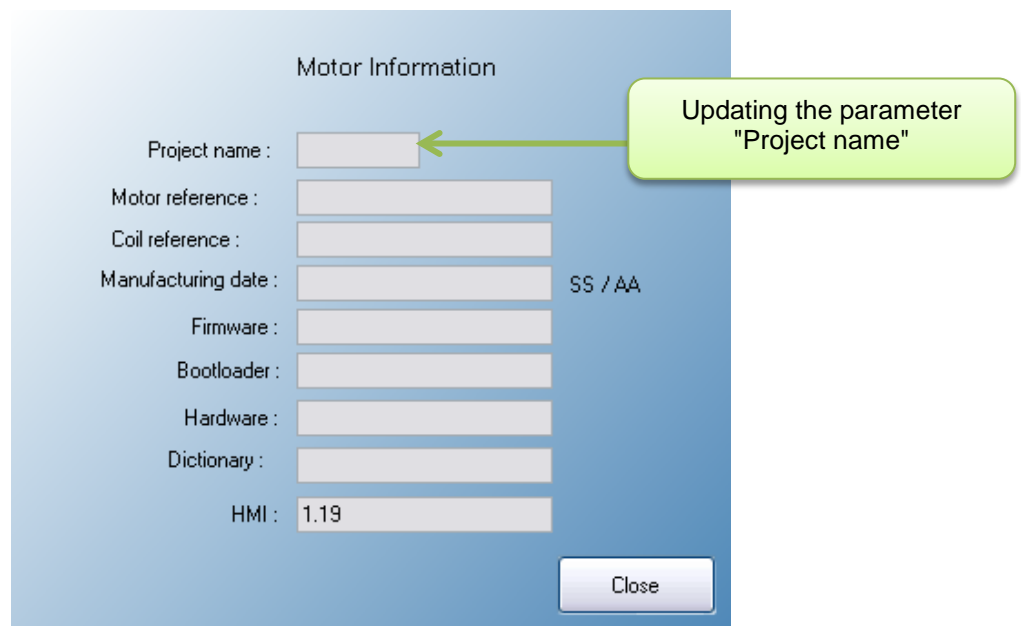 Motor Information
Updating the parameter
"Project name"
Project name :
Motor reference :
Coil reference :
Manufacturing date :
SS / AA
Firmware :
Bootloader :
Hardware :
Dictionary :
HMI : 1.19
Close